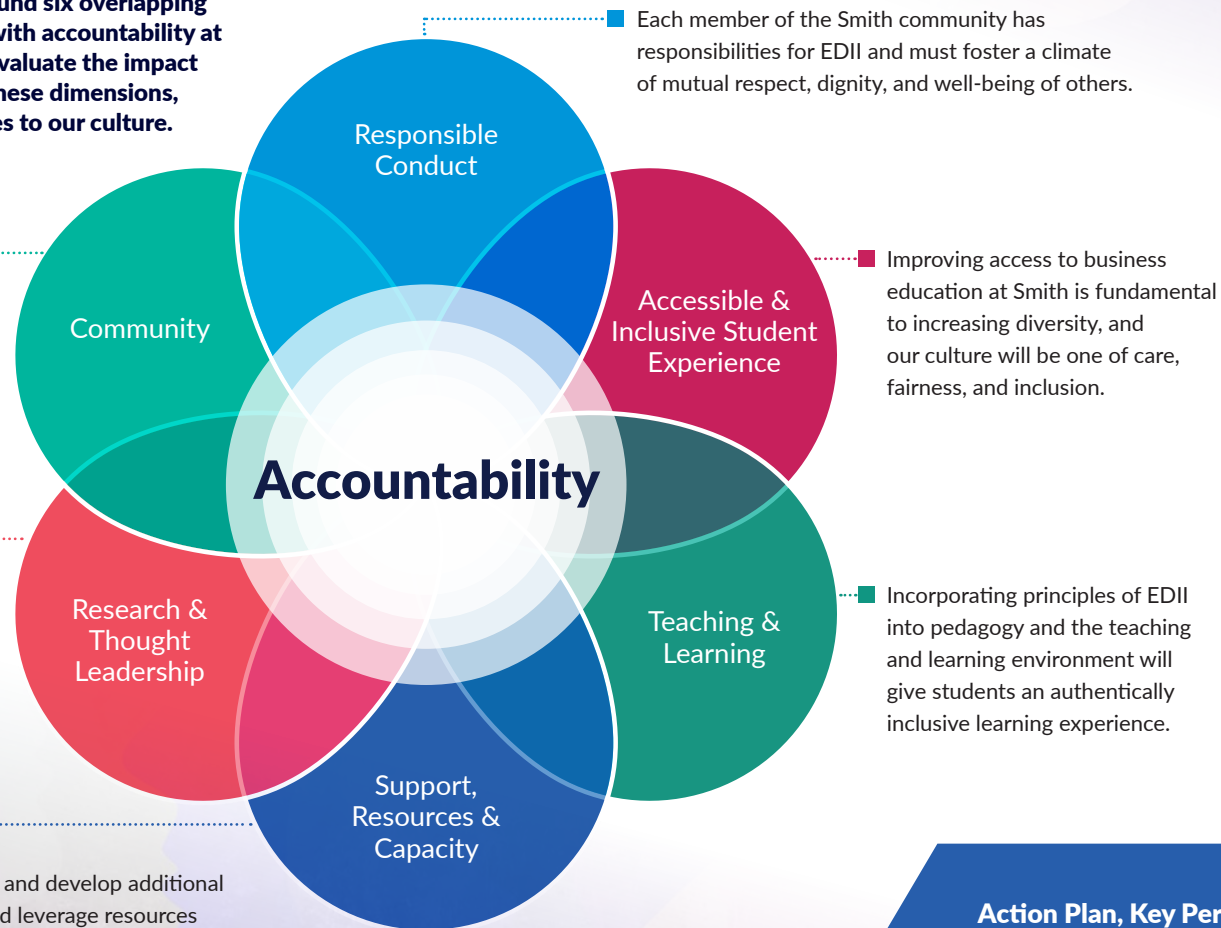 und six overlapping
with accountability at
valuate the impact
hese dimensions,
es to our culture.
Each member of the Smith community has
responsibilities for EDII and must foster a climate
of mutual respect, dignity, and well-being of others.
Responsible
Conduct
Community
Accessible &
Inclusive Student
Experience
Improving access to business
education at Smith is fundamental
to increasing diversity, and
our culture will be one of care,
fairness, and inclusion.
Accountability
Research &
Thought
Leadership
Teaching &
Learning
Incorporating principles of EDII
into pedagogy and the teaching
and learning environment will
give students an authentically
inclusive learning experience.
Support,
Resources &
Capacity
and develop additional
d leverage resources
Action Plan, Key Per